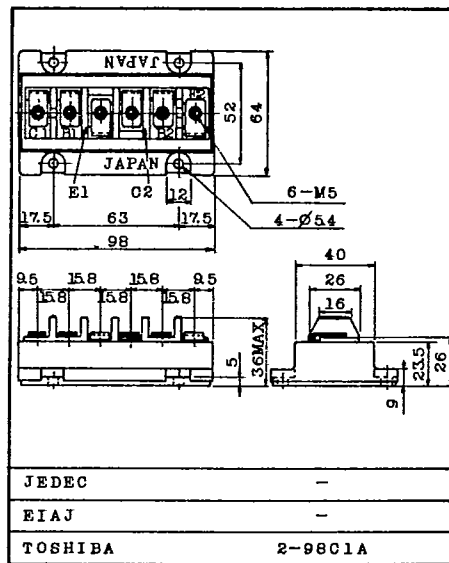 JAPAN
C1 B1 B2 E2
JAPAN
E1 C2
12
52
64
6-M5
4-Ø5.4
17.5 63 17.5
98
9.5 15.8 15.8 9.5
15.8 15.8 15.8
36MAX
5
40
26
16
9
23.5
26
JEDEC –
EIAJ –
TOSHIBA 2-98C1A